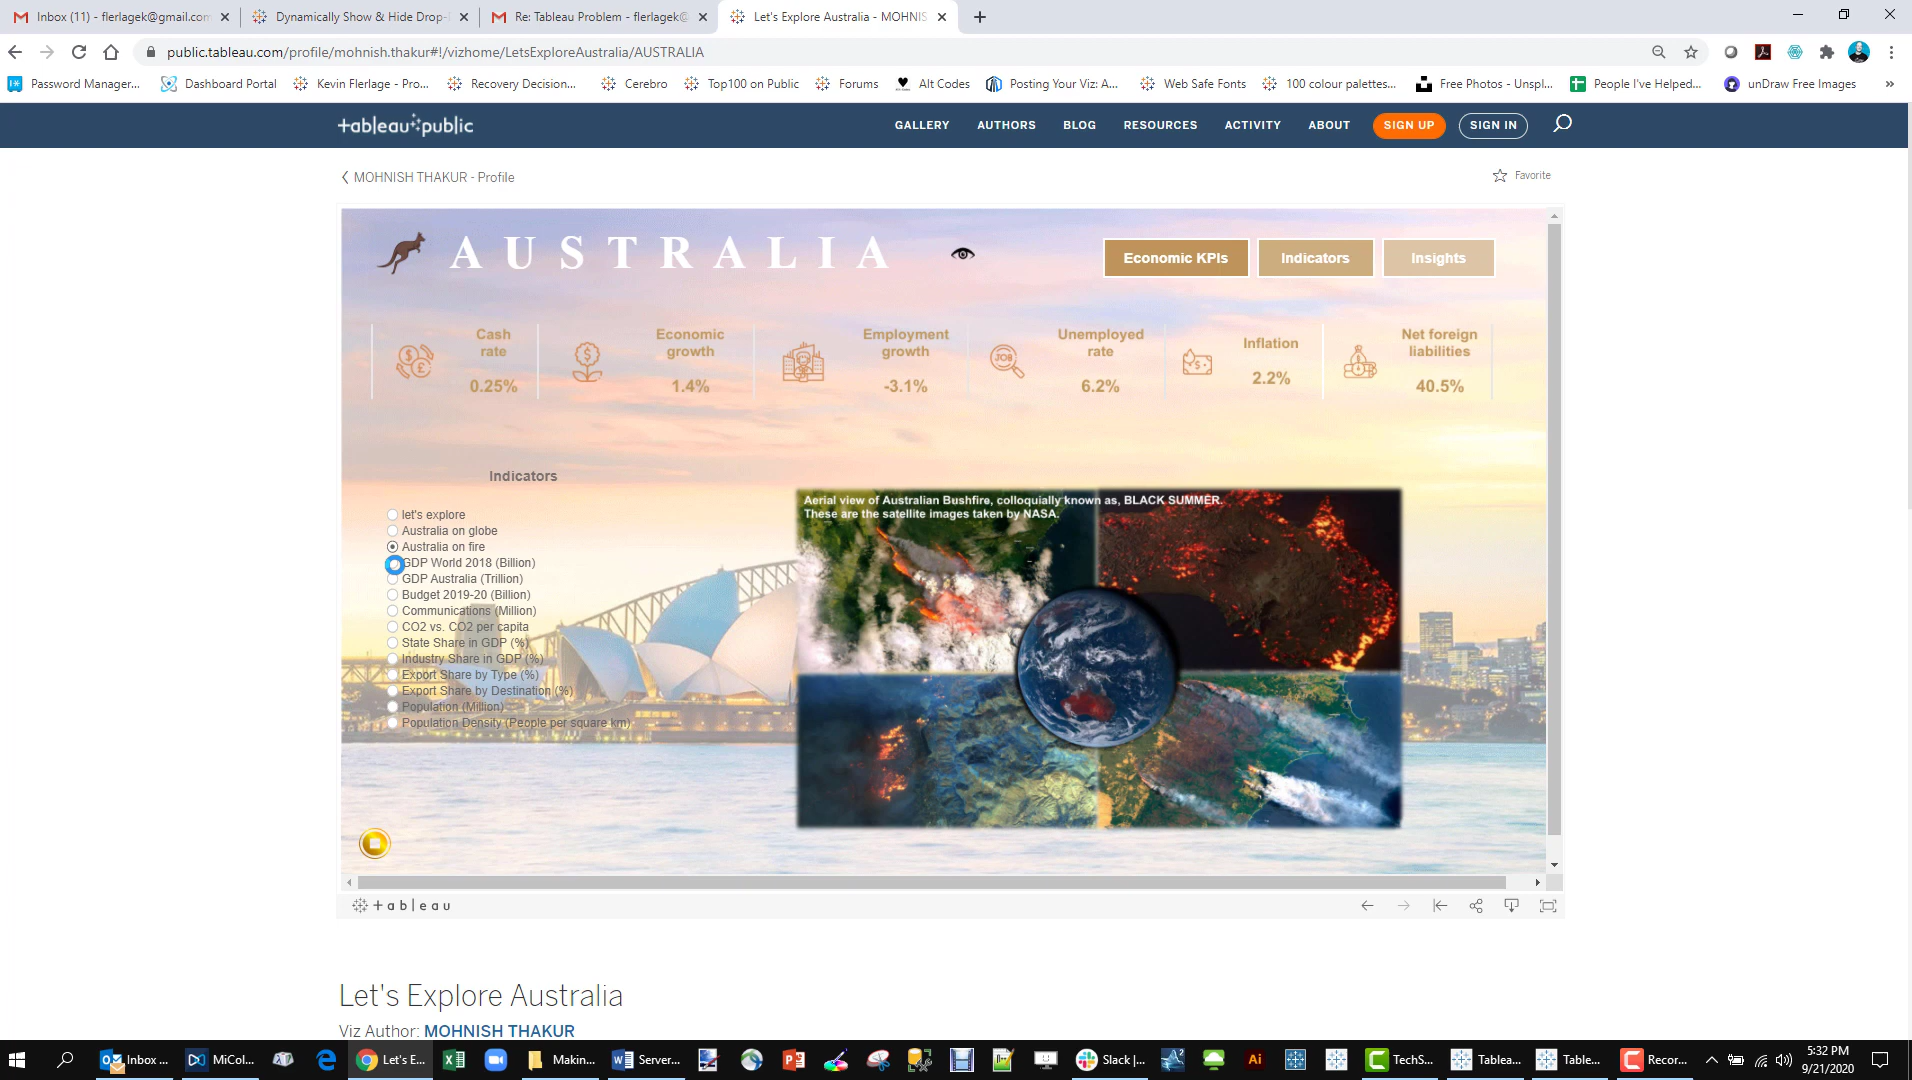 Inbox (11) - flerlagek@gmail.com
Dynamically Show & Hide Drop-
Re: Tableau Problem - flerlagek@
Let's Explore Australia - MOHNIS
public.tableau.com/profile/mohnish.thakur#!/vizhome/LetsExploreAustralia/AUSTRALIA
Password Manager...
Dashboard Portal
Kevin Flerlage - Pro...
Recovery Decision...
Cerebro
Top100 on Public
Forums
Alt Codes
Posting Your Viz: A...
Web Safe Fonts
100 colour palettes...
Free Photos - Unspl...
People I've Helped...
unDraw Free Images
»
+ableau public
GALLERY
AUTHORS
BLOG
RESOURCES
ACTIVITY
ABOUT
SIGN UP
SIGN IN
MOHNISH THAKUR - Profile
Favorite
AUSTRALIA
Economic KPIs
Indicators
Insights
Cash
rate
0.25%
Economic
growth
1.4%
Employment
growth
-3.1%
JOB
Unemployed
rate
6.2%
Inflation
2.2%
Net foreign
liabilities
40.5%
Indicators
let's explore
Australia on globe
Australia on fire
GDP World 2018 (Billion)
GDP Australia (Trillion)
Budget 2019-20 (Billion)
Communications (Million)
CO2 vs. CO2 per capita
State Share in GDP (%)
Industry Share in GDP (%)
Export Share by Type (%)
Export Share by Destination (%)
Population (Million)
Population Density (People per square km)
Aerial view of Australian Bushfire, colloquially known as, BLACK SUMMER.
These are the satellite images taken by NASA.
+ableau
Let's Explore Australia
Viz Author: MOHNISH THAKUR
Inbox ...
MiCol...
Let's E...
Makin...
Server...
Slack |...
Ai
TechS...
Tablea...
Table...
Recor...
5:32 PM
9/21/2020